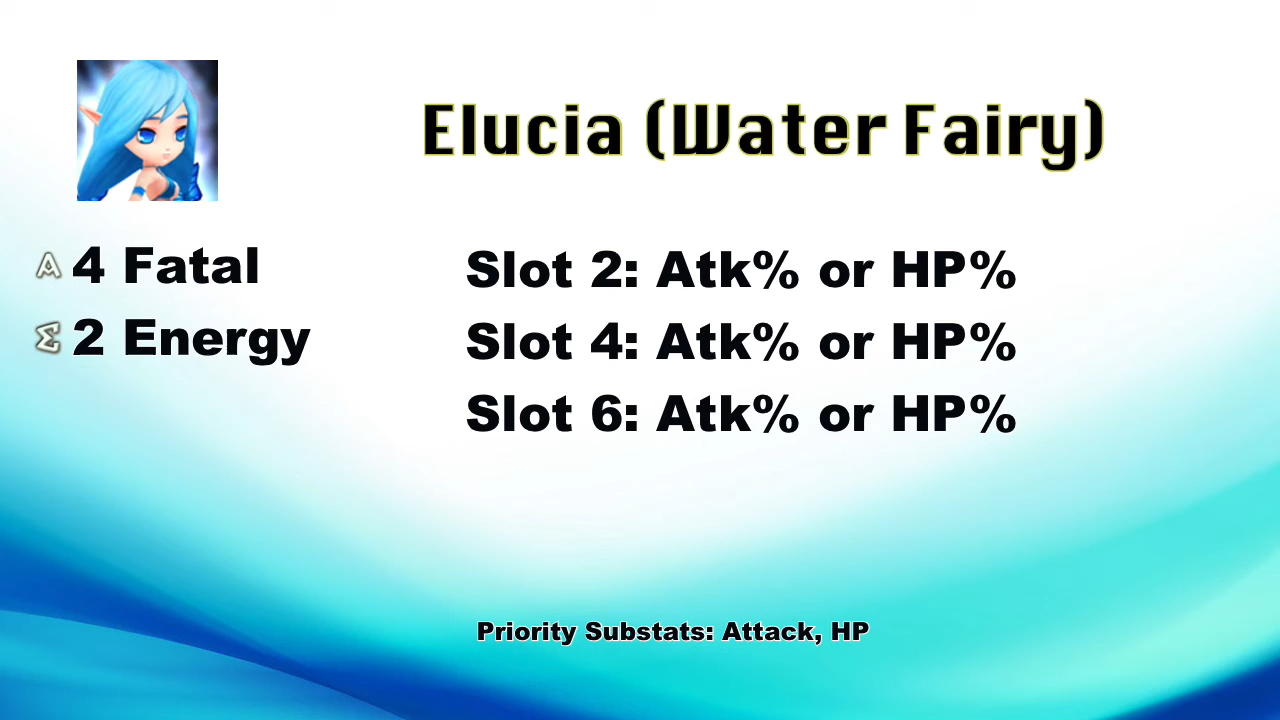 Elucia (Water Fairy)
4 Fatal
2 Energy
Slot 2: Atk% or HP%
Slot 4: Atk% or HP%
Slot 6: Atk% or HP%
Priority Substats: Attack, HP